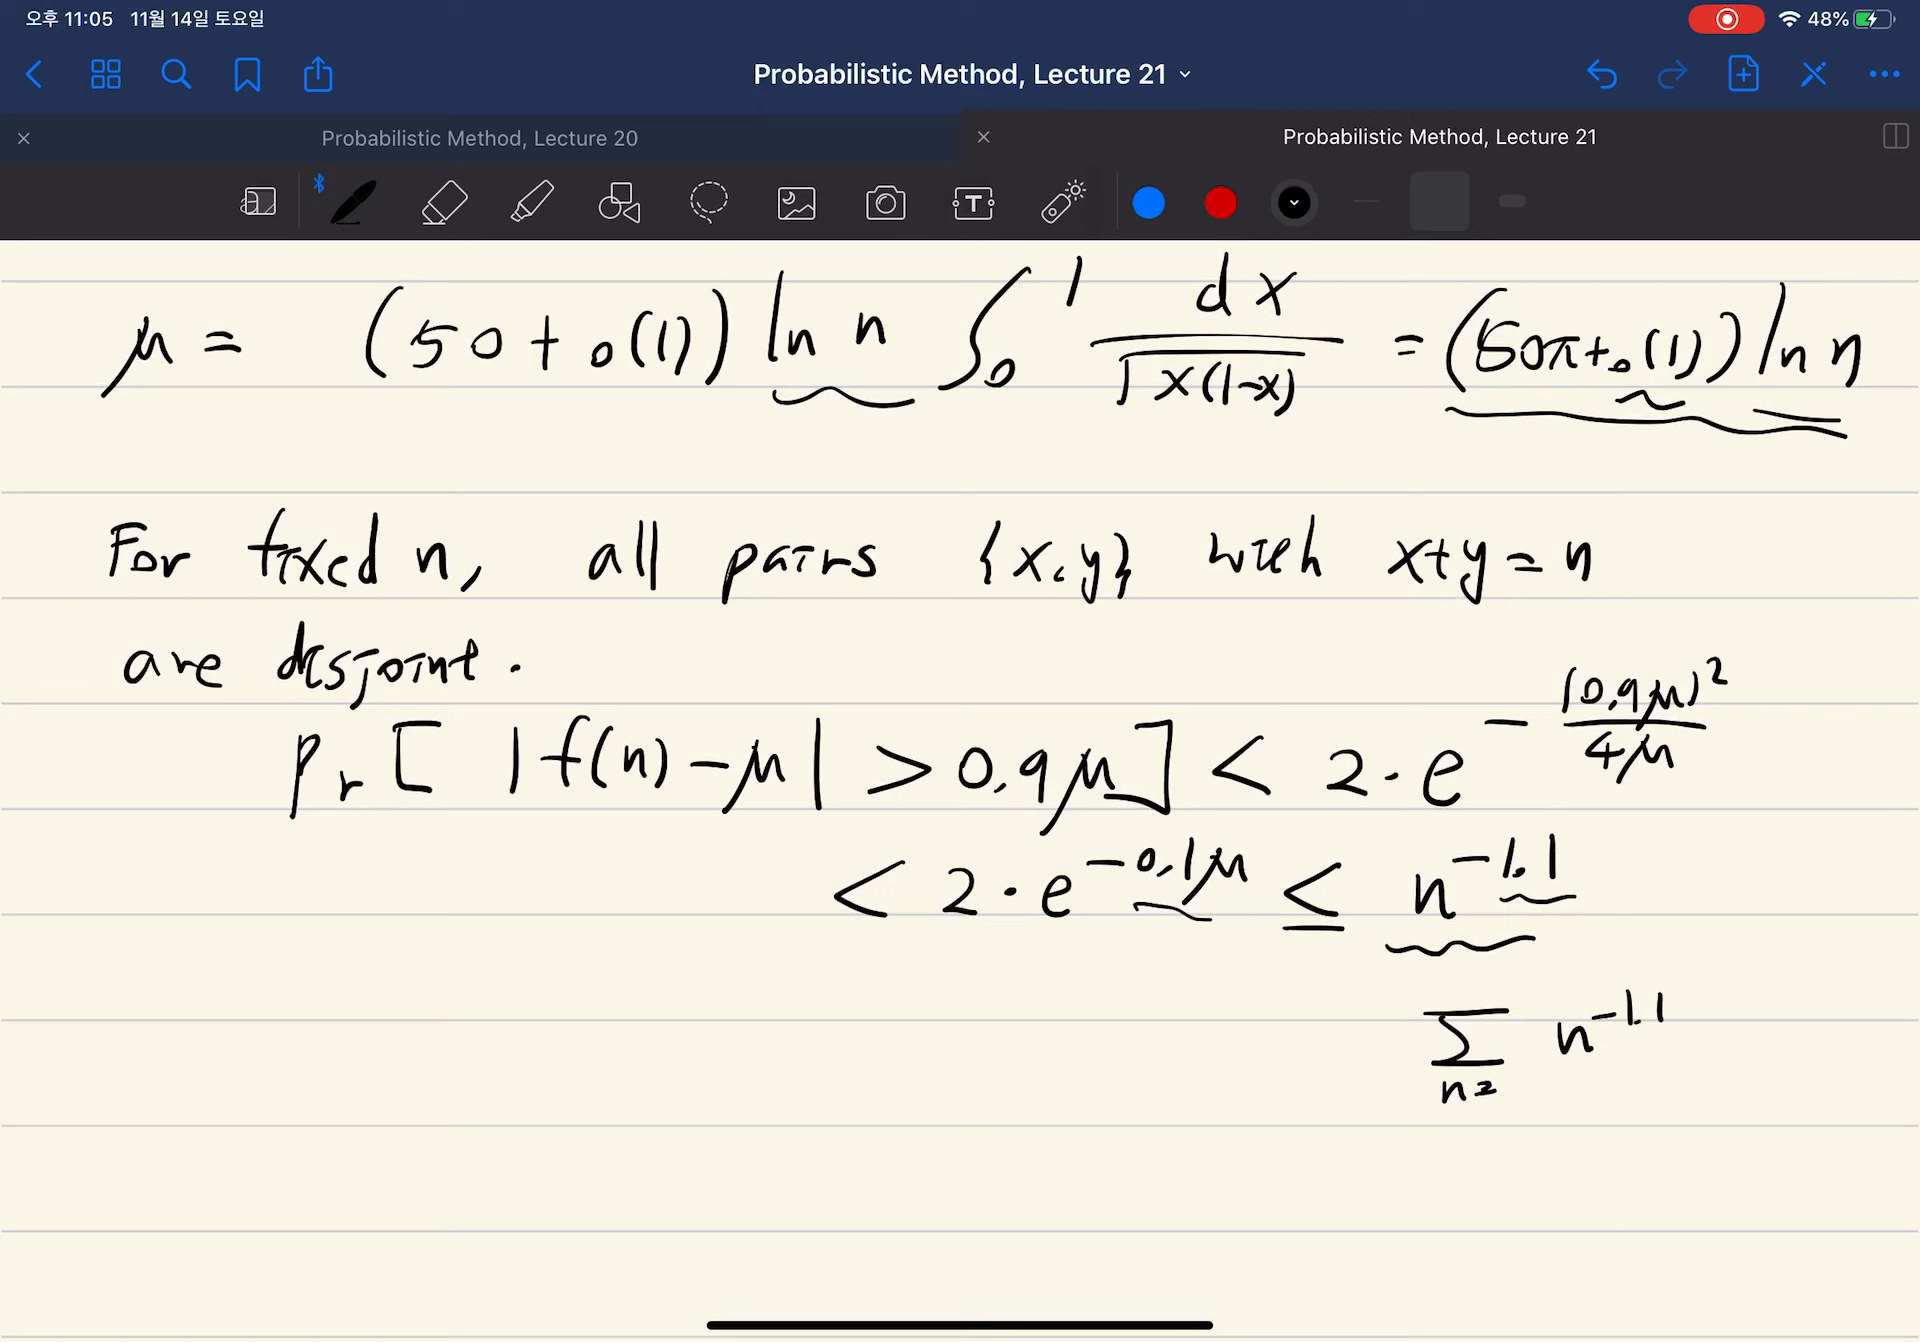 오후 11:05 11월 14일 토요일
48%
Probabilistic Method, Lecture 21
Probabilistic Method, Lecture 20
Probabilistic Method, Lecture 21
T
μ = (50 + o(1)) ln n ∫₀¹ dx / √x(1-x) = (50π + o(1)) ln n
For fixed n, all pairs {x, y} with x+y = n
are disjoint.
Pr [ |f(n) - μ| > 0.9μ ] < 2 · e^{- (0.9μ)² / 4μ}
< 2 · e^{-0.1μ} ≤ n^{-1.1}
Σ_{n=} n^{-1.1}